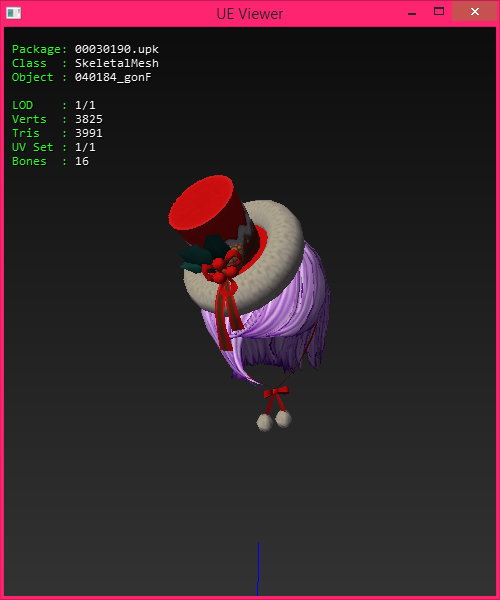 UE Viewer
Package: 00030190.upk
Class  : SkeletalMesh
Object : 040184_gonF
LOD    : 1/1
Verts  : 3825
Tris   : 3991
UV Set : 1/1
Bones  : 16